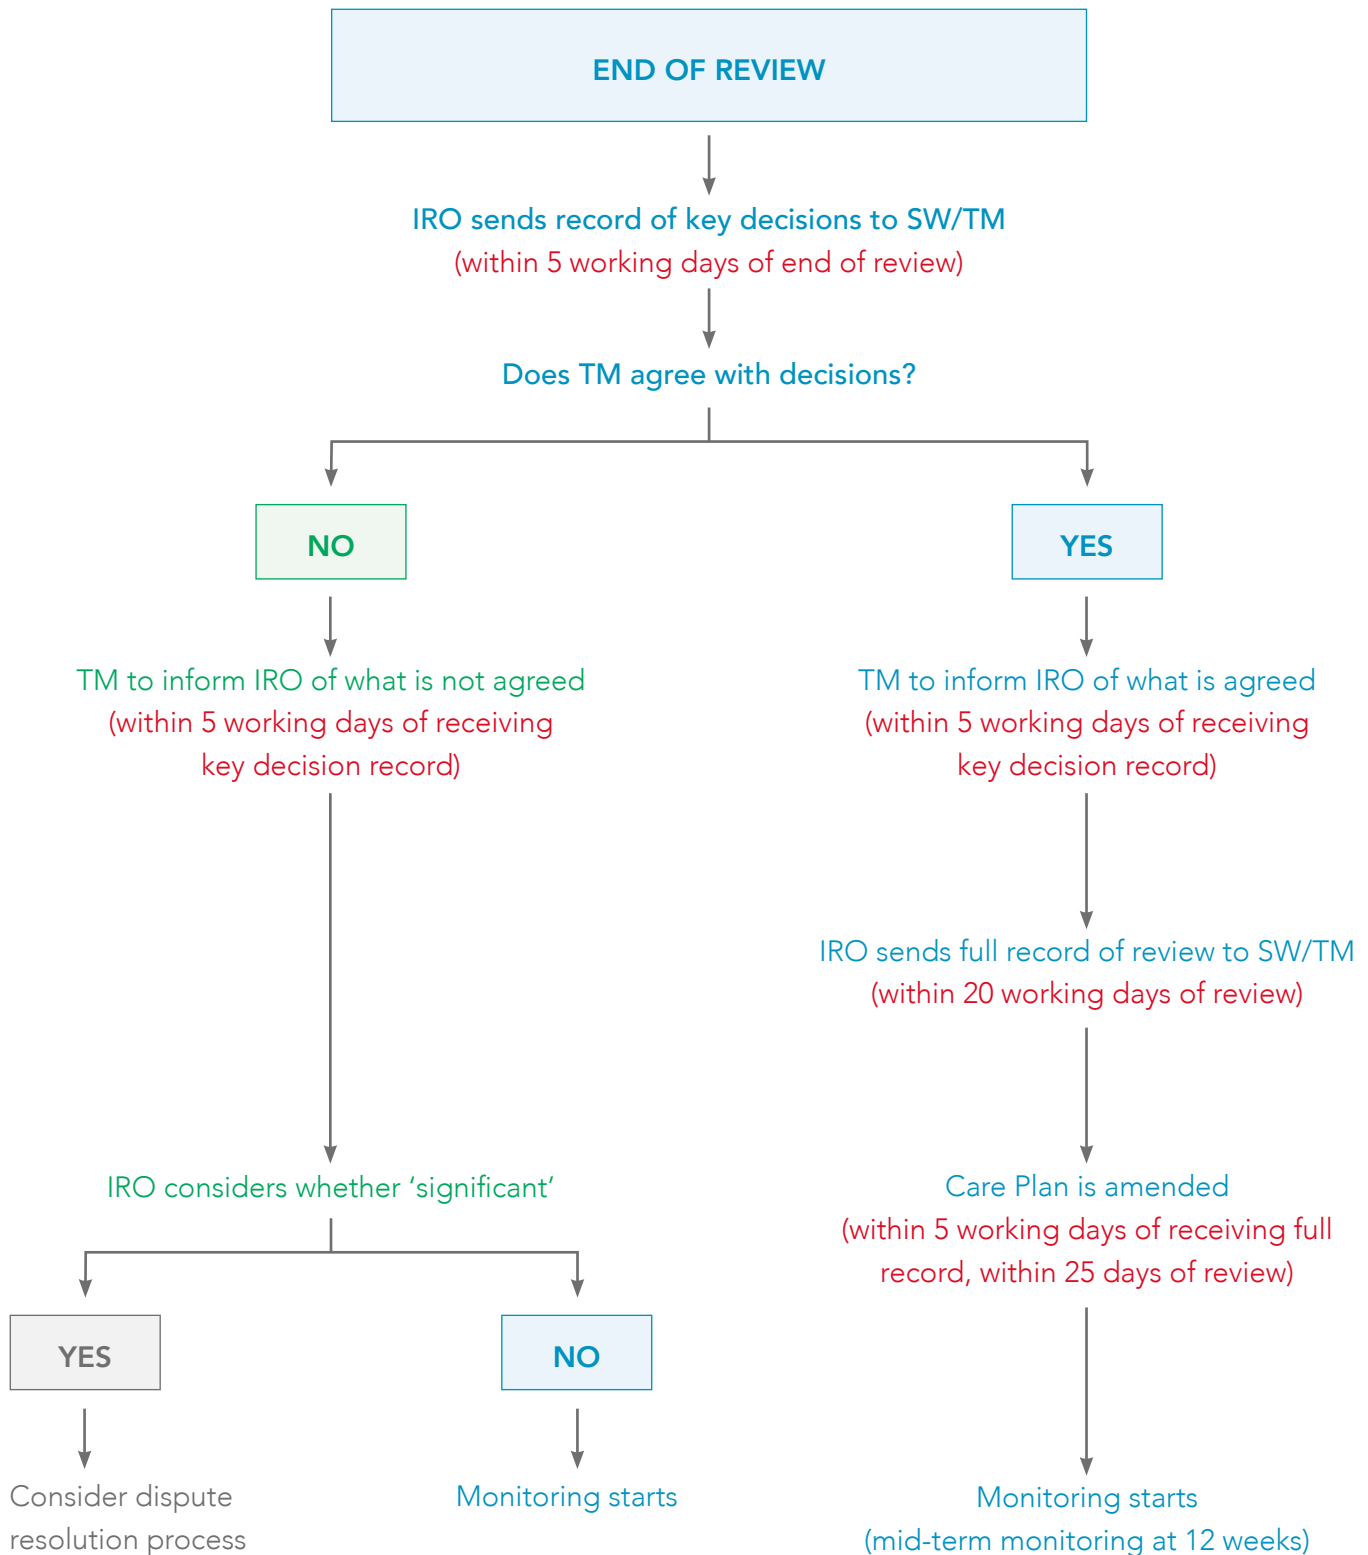 END OF REVIEW
IRO sends record of key decisions to SW/TM
(within 5 working days of end of review)
Does TM agree with decisions?
NO
YES
TM to inform IRO of what is not agreed
(within 5 working days of receiving
key decision record)
TM to inform IRO of what is agreed
(within 5 working days of receiving
key decision record)
IRO sends full record of review to SW/TM
(within 20 working days of review)
IRO considers whether ‘significant‘
Care Plan is amended
(within 5 working days of receiving full
record, within 25 days of review)
YES
NO
Consider dispute
resolution process
Monitoring starts
Monitoring starts
(mid-term monitoring at 12 weeks)